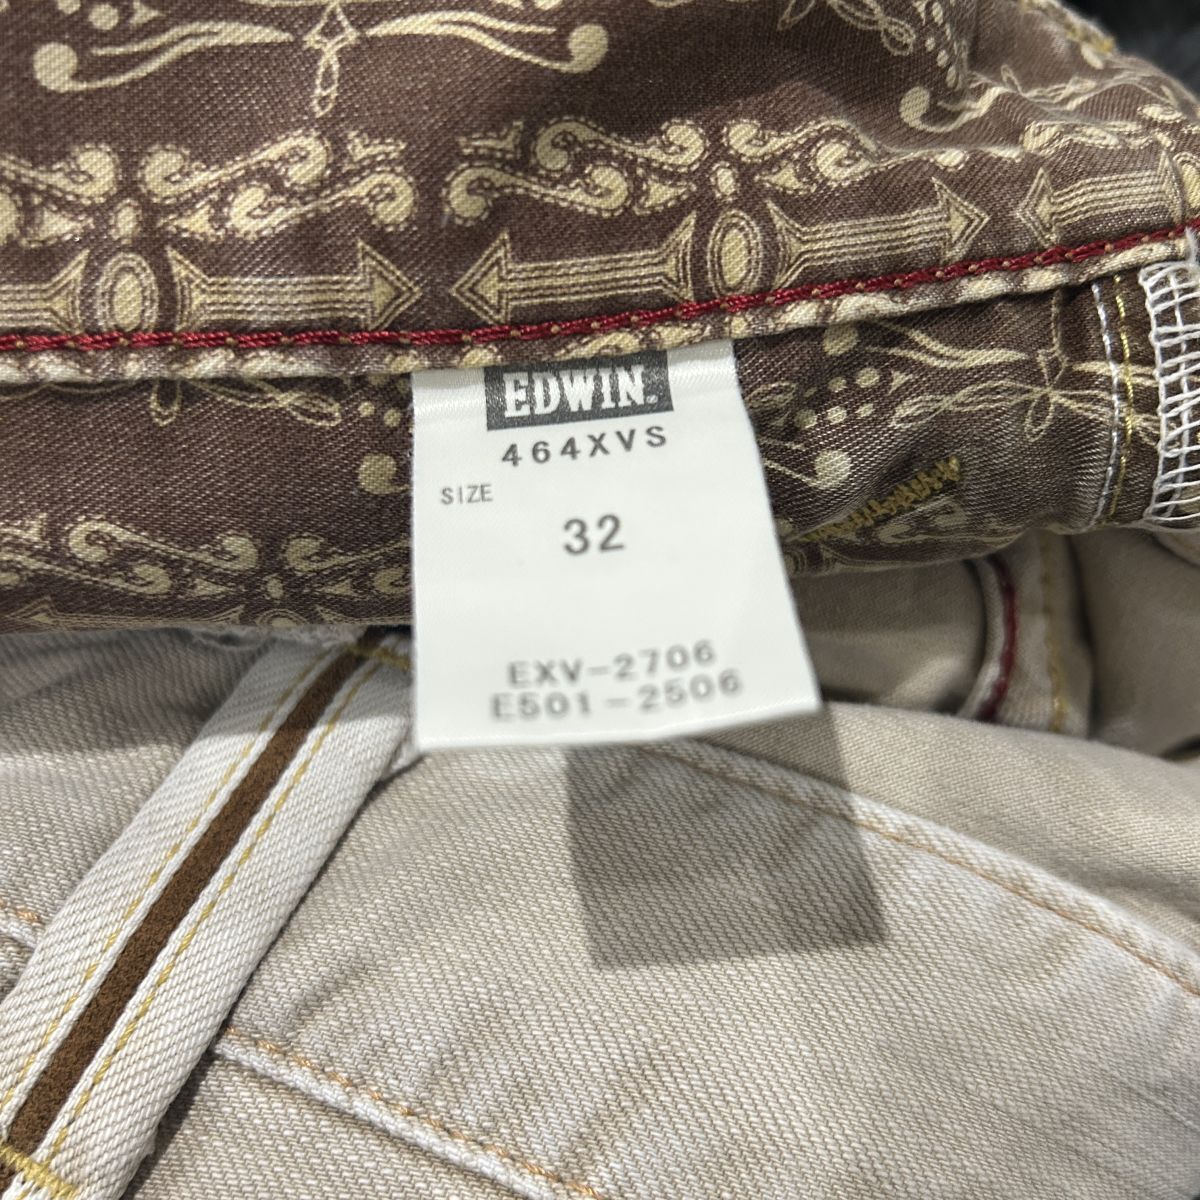 EDWIN.
464XVS
SIZE
32
EXV-2706
E501-2506